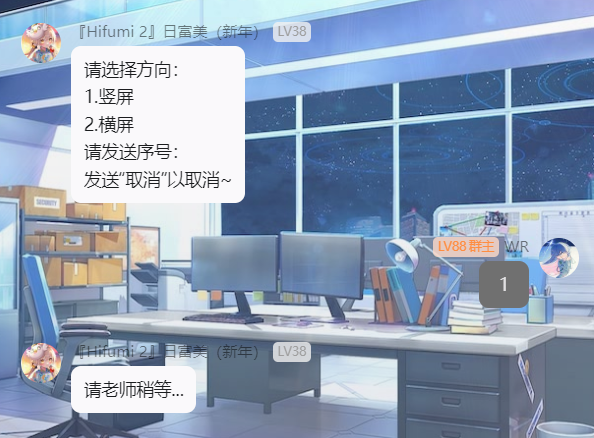 『Hifumi 2』日富美（新年） LV38
请选择方向：
1.竖屏
2.横屏
请发送序号：
发送“取消”以取消~
SECURITY
LV88 群主 WR
1
『Hifumi 2』日富美（新年） LV38
请老师稍等...